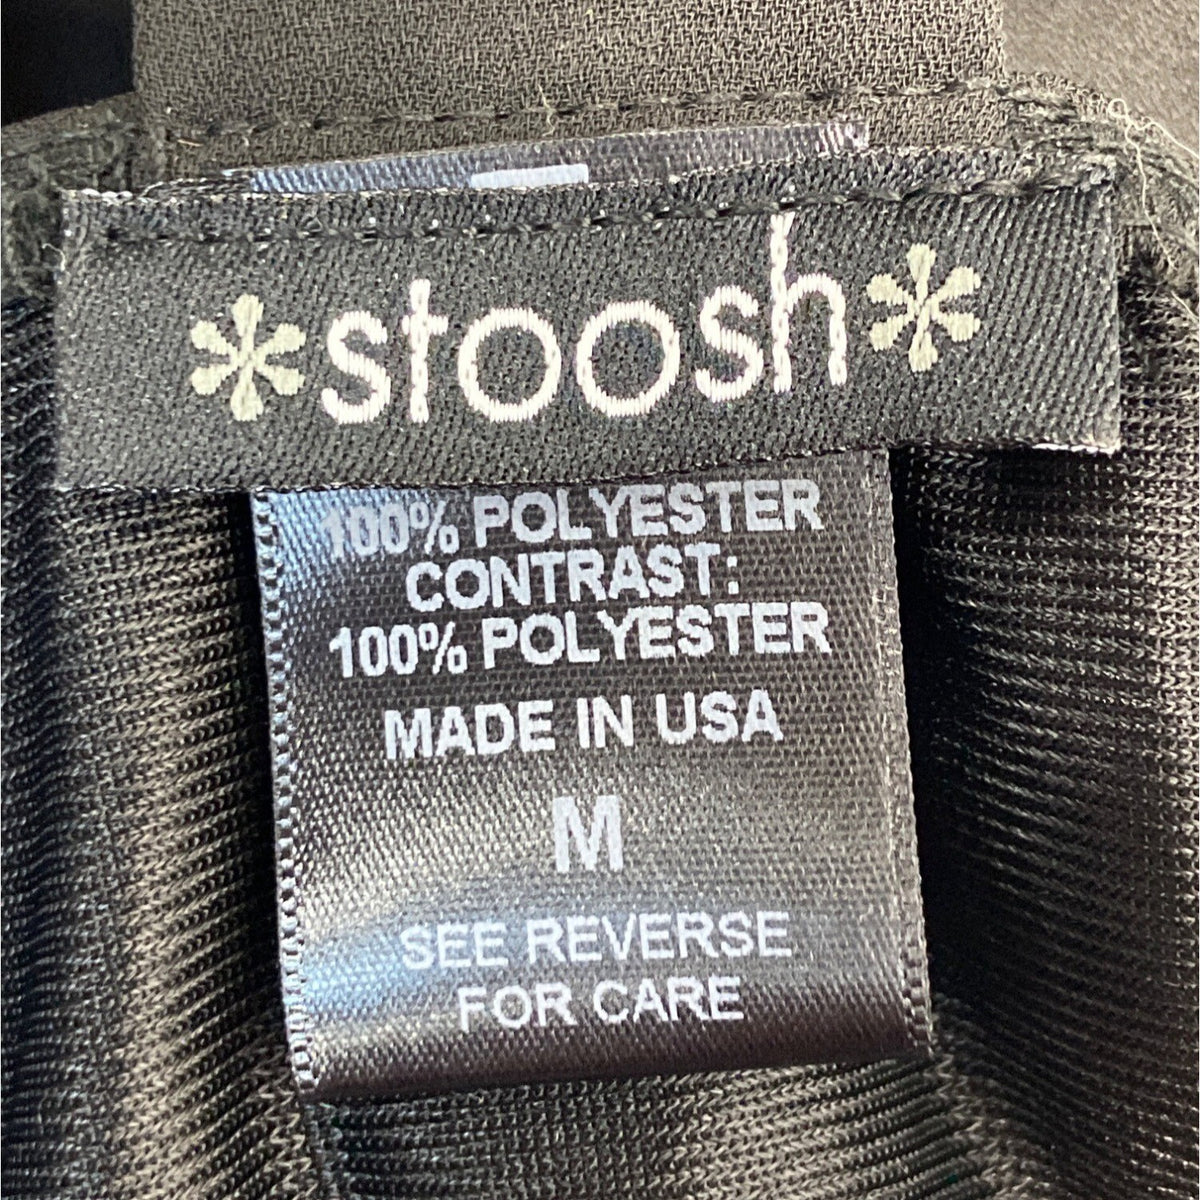 *stoosh*
100% POLYESTER
CONTRAST:
100% POLYESTER
MADE IN USA
M
SEE REVERSE
FOR CARE